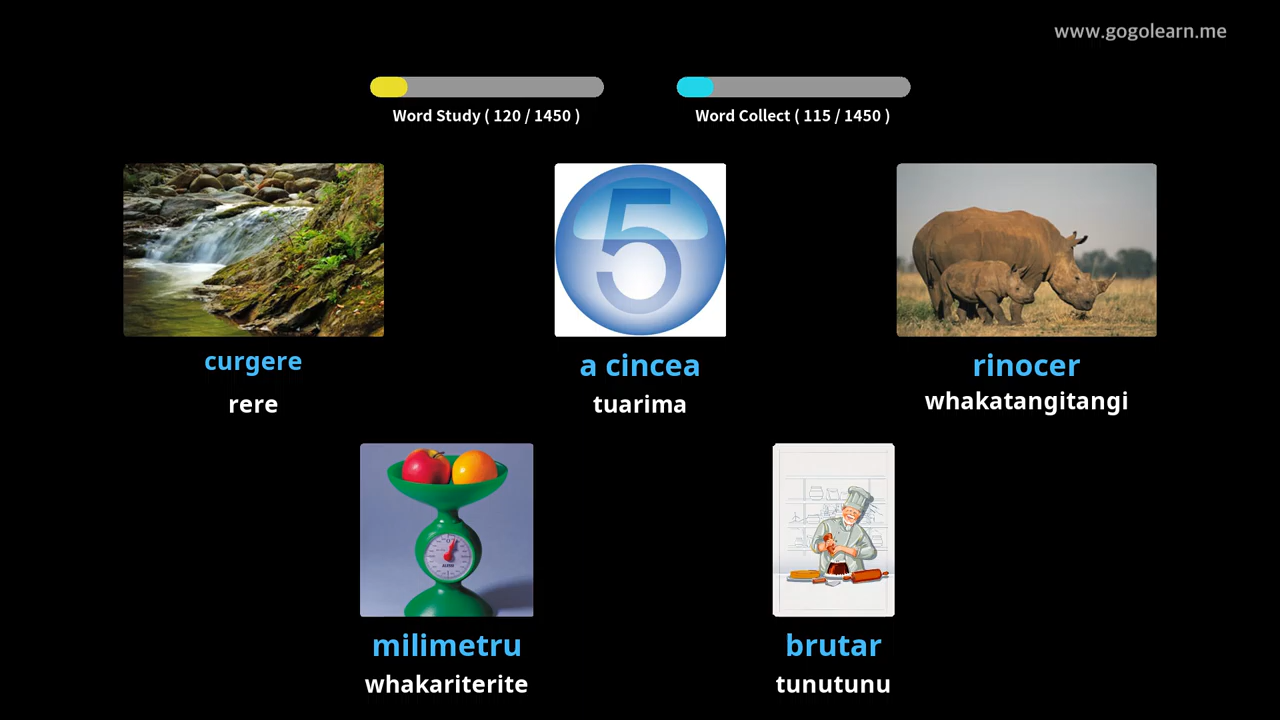 www.gogolearn.me
Word Study ( 120 / 1450 )
Word Collect ( 115 / 1450 )
5
curgere
rere
a cincea
tuarima
rinocer
whakatangitangi
milimetru
whakariterite
brutar
tunutunu